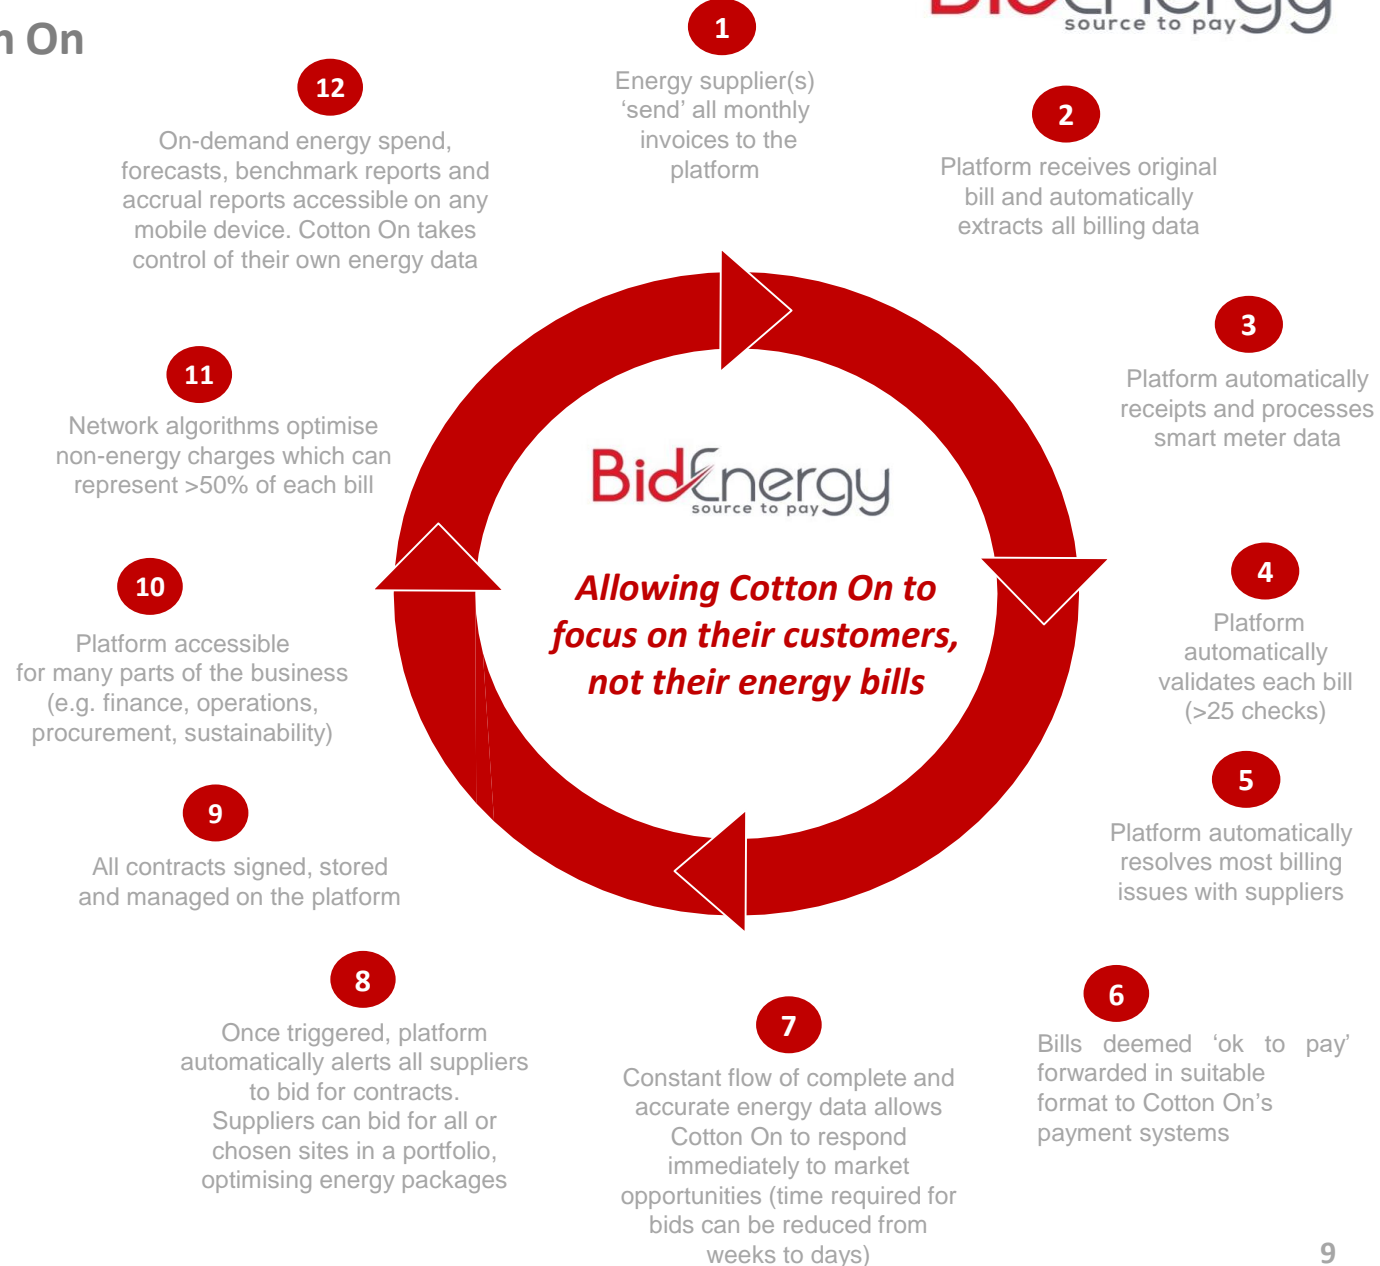 n On
BidEnergy
source to pay
1
Energy supplier(s)
‘send’ all monthly
invoices to the
platform
2
Platform receives original
bill and automatically
extracts all billing data
3
Platform automatically
receipts and processes
smart meter data
4
Platform
automatically
validates each bill
(>25 checks)
5
Platform automatically
resolves most billing
issues with suppliers
6
Bills deemed ‘ok to pay’
forwarded in suitable
format to Cotton On’s
payment systems
7
Constant flow of complete and
accurate energy data allows
Cotton On to respond
immediately to market
opportunities (time required for
bids can be reduced from
weeks to days)
8
Once triggered, platform
automatically alerts all suppliers
to bid for contracts.
Suppliers can bid for all or
chosen sites in a portfolio,
optimising energy packages
9
All contracts signed, stored
and managed on the platform
10
Platform accessible
for many parts of the business
(e.g. finance, operations,
procurement, sustainability)
11
Network algorithms optimise
non-energy charges which can
represent >50% of each bill
12
On-demand energy spend,
forecasts, benchmark reports and
accrual reports accessible on any
mobile device. Cotton On takes
control of their own energy data
BidEnergy
source to pay
Allowing Cotton On to
focus on their customers,
not their energy bills
9